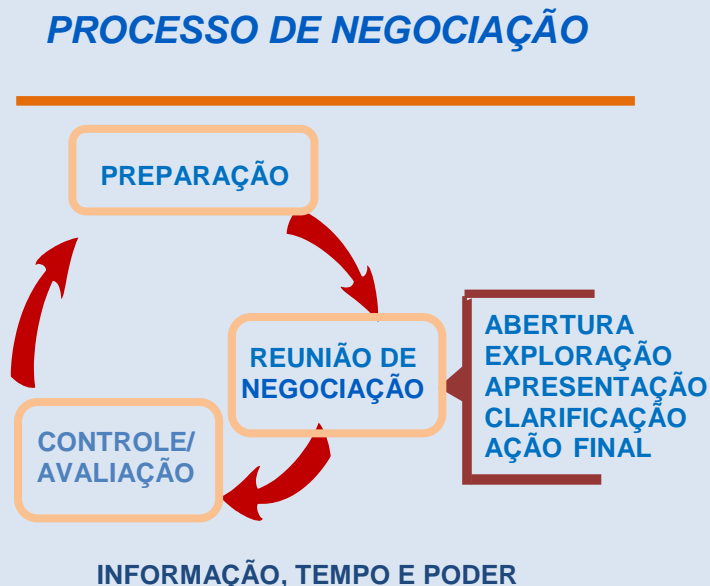 PROCESSO DE NEGOCIAÇÃO
PREPARAÇÃO
REUNIÃO DE
NEGOCIAÇÃO
ABERTURA
EXPLORAÇÃO
APRESENTAÇÃO
CLARIFICAÇÃO
AÇÃO FINAL
CONTROLE/
AVALIAÇÃO
INFORMAÇÃO, TEMPO E PODER